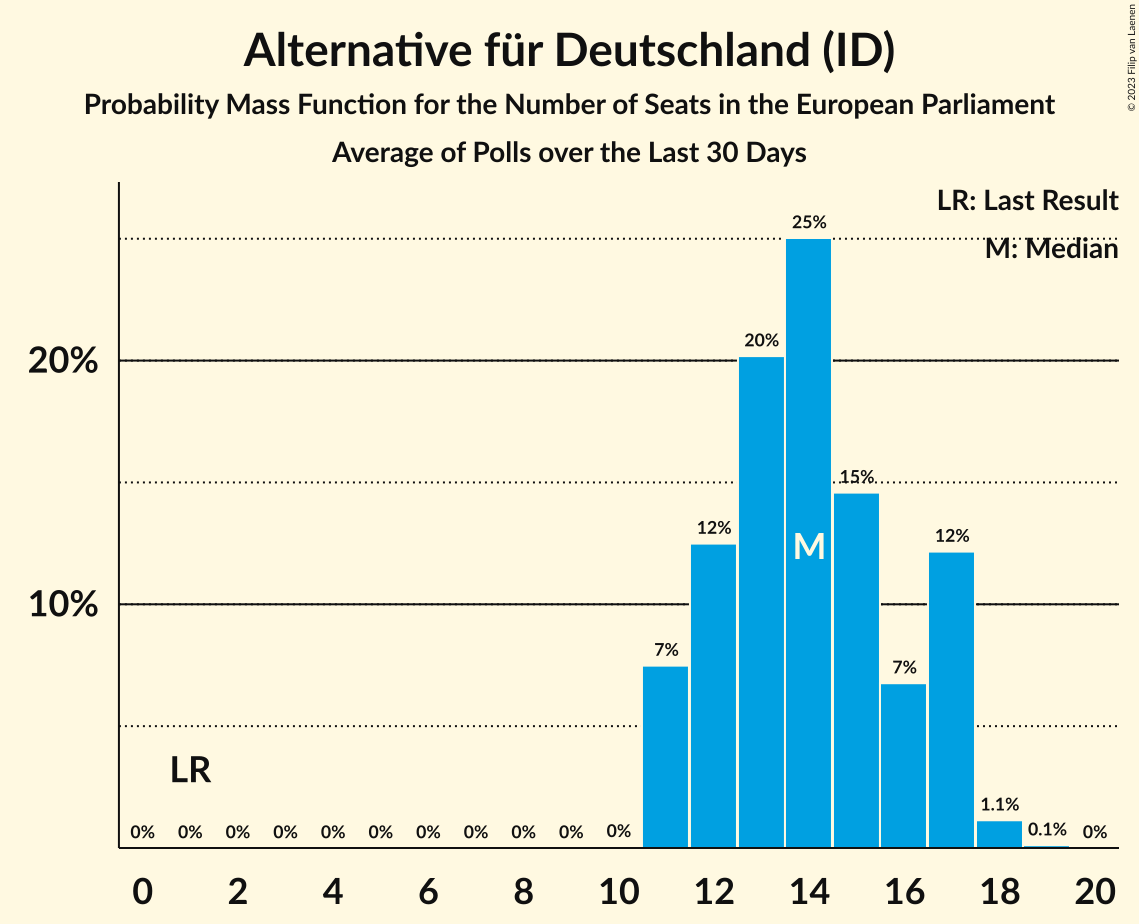 Alternative für Deutschland (ID)
Probability Mass Function for the Number of Seats in the European Parliament
Average of Polls over the Last 30 Days
© 2023 Filip van Laenen
LR: Last Result
M: Median
25%
20%
20%
15%
12%
12%
M
10%
7%
7%
LR
1.1%
0% 0% 0% 0% 0% 0% 0% 0% 0% 0% 0% 0.1% 0%
0 2 4 6 8 10 12 14 16 18 20